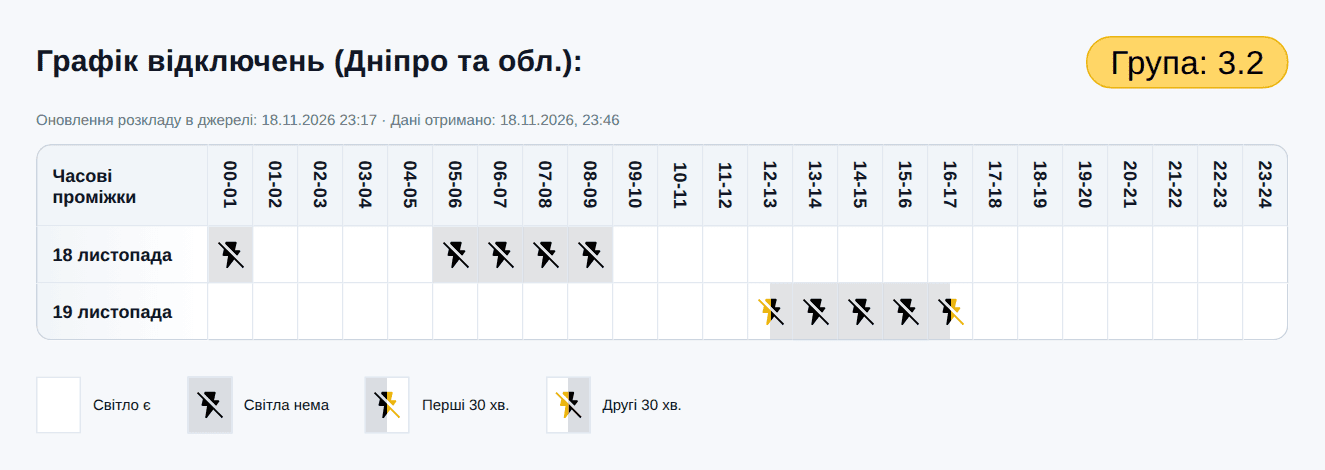 Графік відключень (Дніпро та обл.):
Група: 3.2
Оновлення розкладу в джерелі: 18.11.2026 23:17 · Дані отримано: 18.11.2026, 23:46
Часові
проміжки
00-01
01-02
02-03
03-04
04-05
05-06
06-07
07-08
08-09
09-10
10-11
11-12
12-13
13-14
14-15
15-16
16-17
17-18
18-19
19-20
20-21
21-22
22-23
23-24
18 листопада
19 листопада
Світло є
Світла нема
Перші 30 хв.
Другі 30 хв.